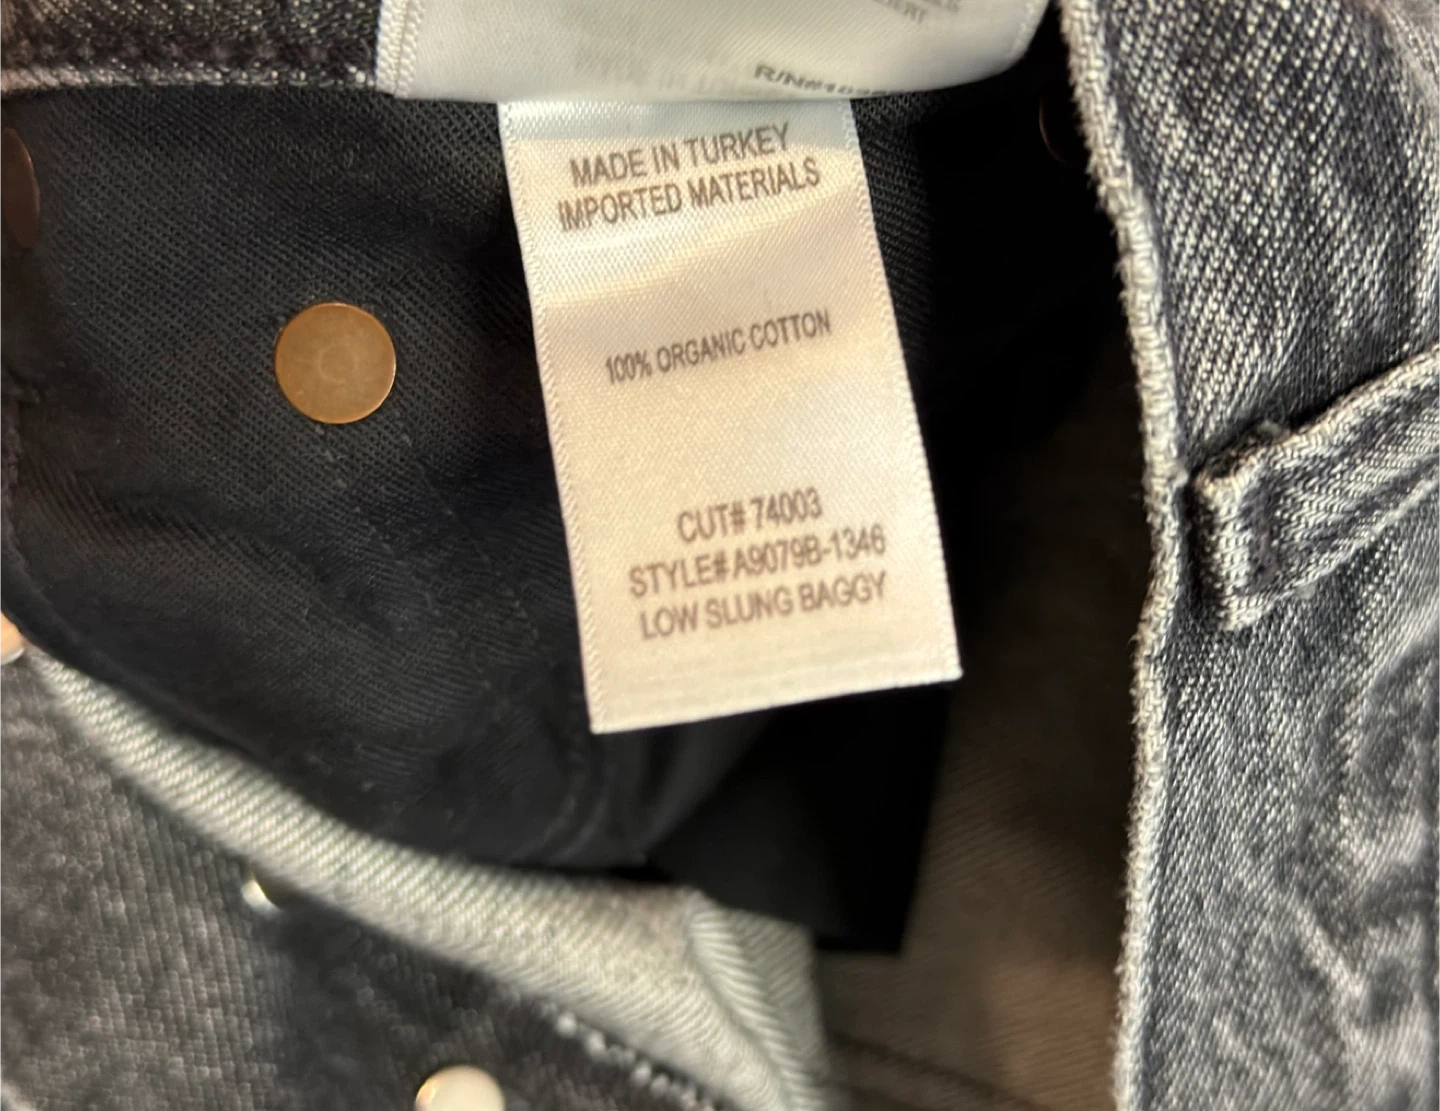 MADE IN TURKEY
IMPORTED MATERIALS
100% ORGANIC COTTON
CUT# 74003
STYLE# A9079B-1346
LOW SLUNG BAGGY